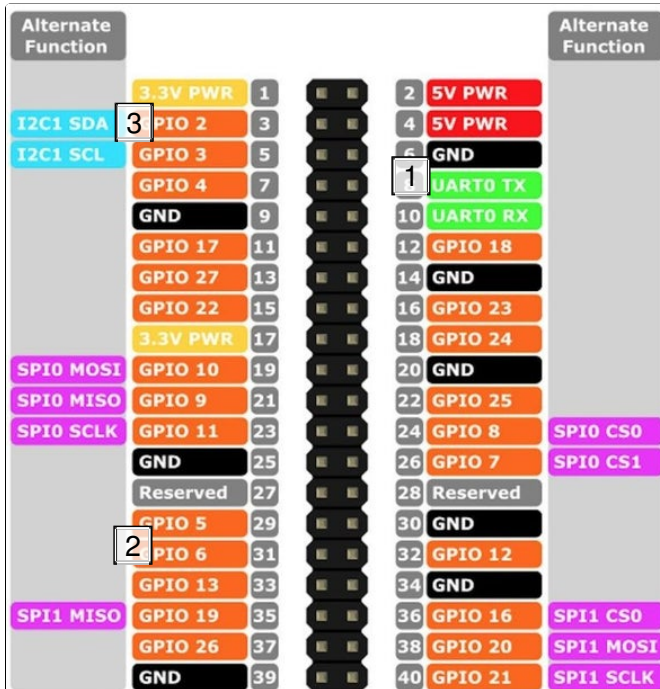 Alternate Function Alternate Function
3.3V PWR 1 2 5V PWR
I2C1 SDA 3 GPIO 2 3 4 5V PWR
I2C1 SCL GPIO 3 5 6 GND
GPIO 4 7 1 UART0 TX
GND 9 10 UART0 RX
GPIO 17 11 12 GPIO 18
GPIO 27 13 14 GND
GPIO 22 15 16 GPIO 23
3.3V PWR 17 18 GPIO 24
SPI0 MOSI GPIO 10 19 20 GND
SPI0 MISO GPIO 9 21 22 GPIO 25
SPI0 SCLK GPIO 11 23 24 GPIO 8 SPI0 CS0
GND 25 26 GPIO 7 SPI0 CS1
Reserved 27 28 Reserved
GPIO 5 29 30 GND
2 GPIO 6 31 32 GPIO 12
GPIO 13 33 34 GND
SPI1 MISO GPIO 19 35 36 GPIO 16 SPI1 CS0
GPIO 26 37 38 GPIO 20 SPI1 MOSI
GND 39 40 GPIO 21 SPI1 SCLK